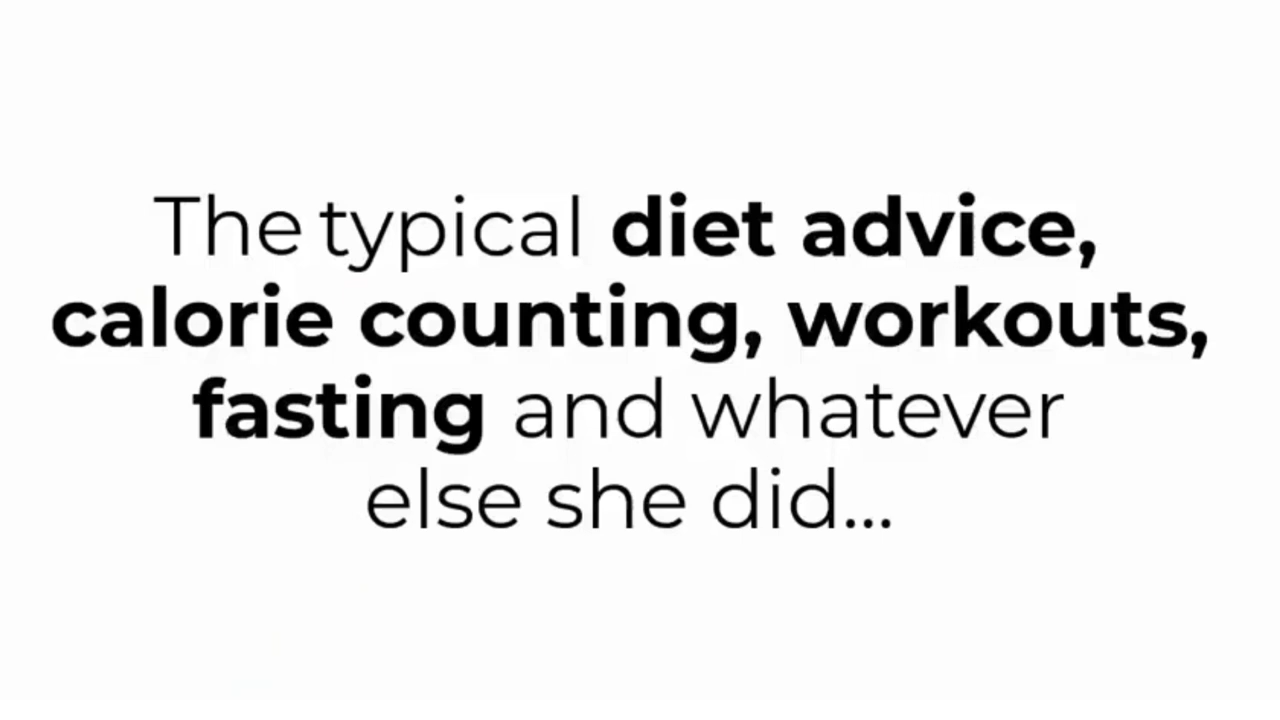 The typical diet advice,
calorie counting, workouts,
fasting and whatever
else she did...